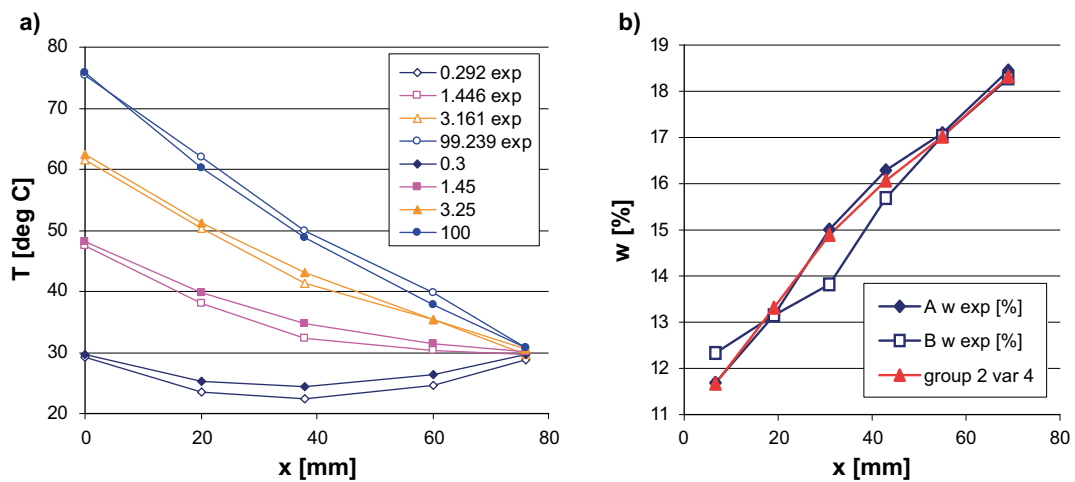 a)
80
70
60
50
40
30
20
0
20
40
60
80
T [deg C]
x [mm]
0.292 exp
1.446 exp
3.161 exp
99.239 exp
0.3
1.45
3.25
100
b)
19
18
17
16
15
14
13
12
11
0
20
40
60
80
w [%]
x [mm]
A w exp [%]
B w exp [%]
group 2 var 4